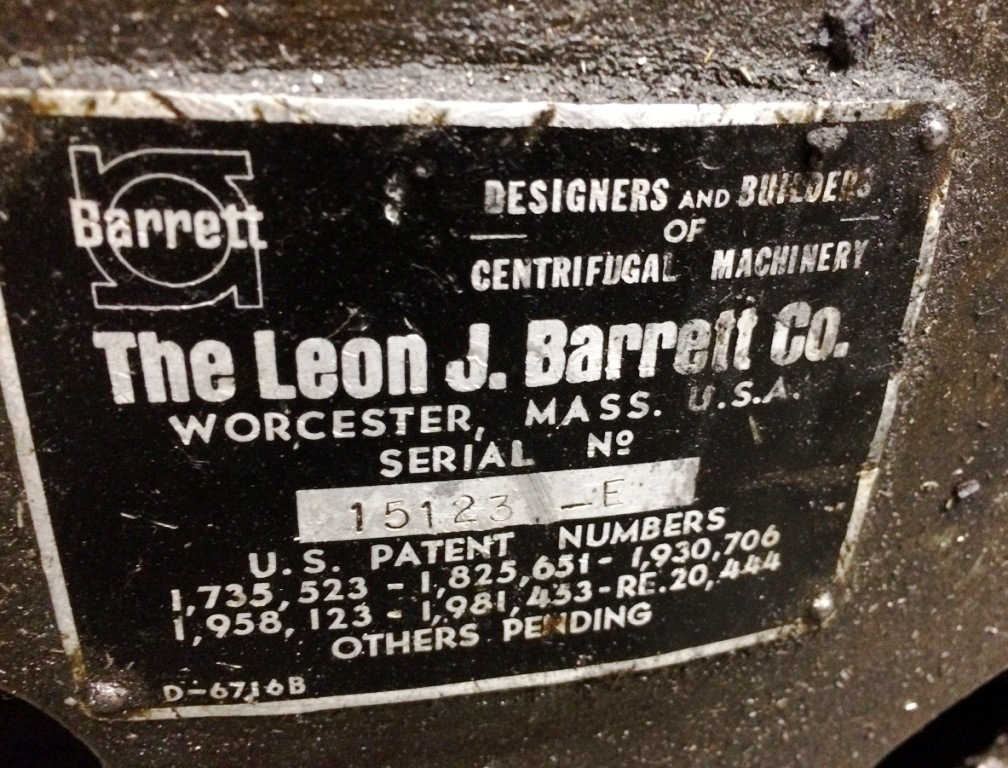 Barrett
DESIGNERS AND BUILDERS
OF
CENTRIFUGAL MACHINERY
The Leon J. Barrett Co.
WORCESTER, MASS. U.S.A.
SERIAL Nº
15123 -E
U.S. PATENT NUMBERS
1,735,523 - 1,825,651 - 1,930,706
1,958,123 - 1,981,453 - RE.20,444
OTHERS PENDING
D-6716B